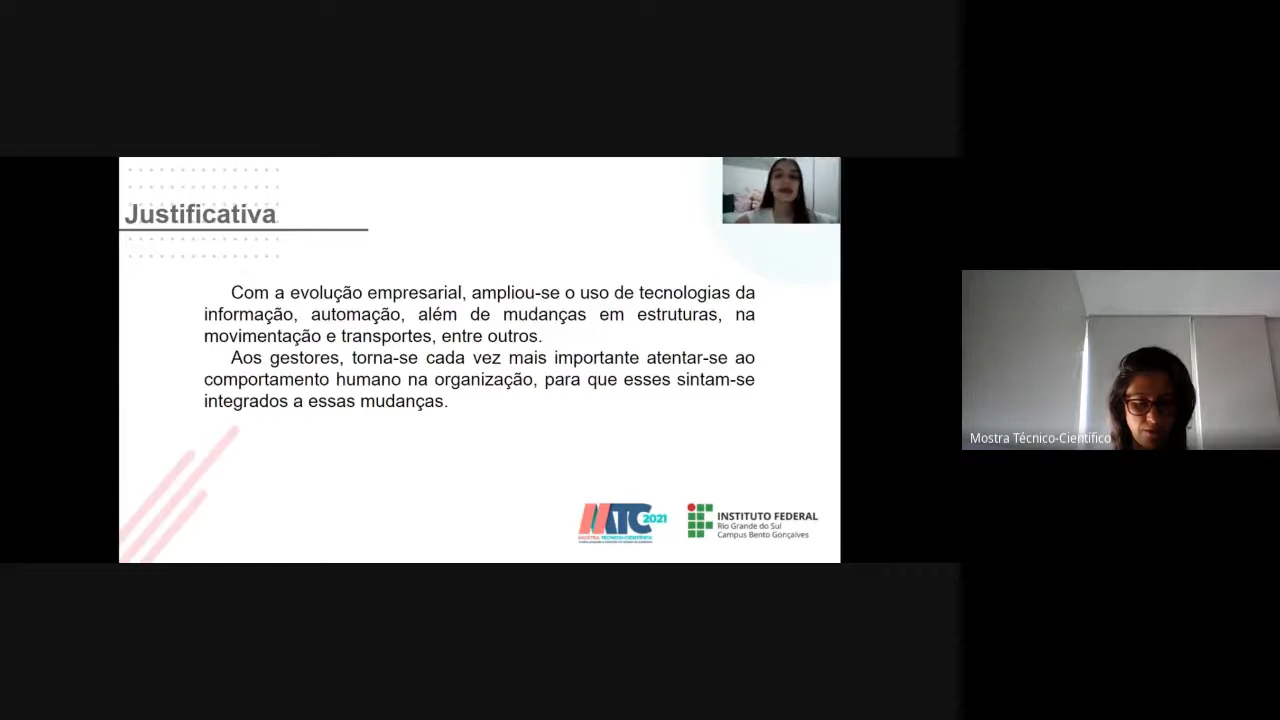 Justificativa
Com a evolução empresarial, ampliou-se o uso de tecnologias da
informação, automação, além de mudanças em estruturas, na
movimentação e transportes, entre outros.
Aos gestores, torna-se cada vez mais importante atentar-se ao
comportamento humano na organização, para que esses sintam-se
integrados a essas mudanças.
MTC 2021
MOSTRA TÉCNICO-CIENTÍFICA
INSTITUTO FEDERAL
Rio Grande do Sul
Campus Bento Gonçalves
Mostra Técnico-Científico